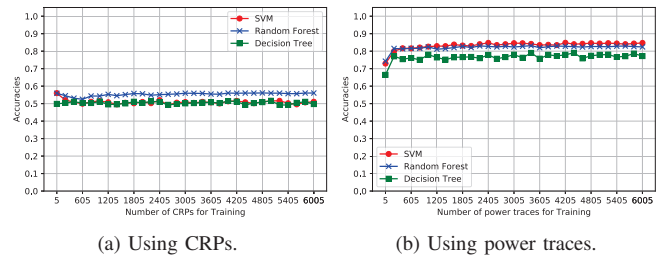 1,0
0,9
0,8
0,7
0,6
0,5
0,4
0,3
0,2
0,1
0,0
Accuracies
SVM
Random Forest
Decision Tree
5 605 1205 1805 2405 3005 3605 4205 4805 5405 6005
Number of CRPs for Training
(a) Using CRPs.
1,0
0,9
0,8
0,7
0,6
0,5
0,4
0,3
0,2
0,1
0,0
Accuracies
SVM
Random Forest
Decision Tree
5 605 1205 1805 2405 3005 3605 4205 4805 5405 6005
Number of power traces for Training
(b) Using power traces.